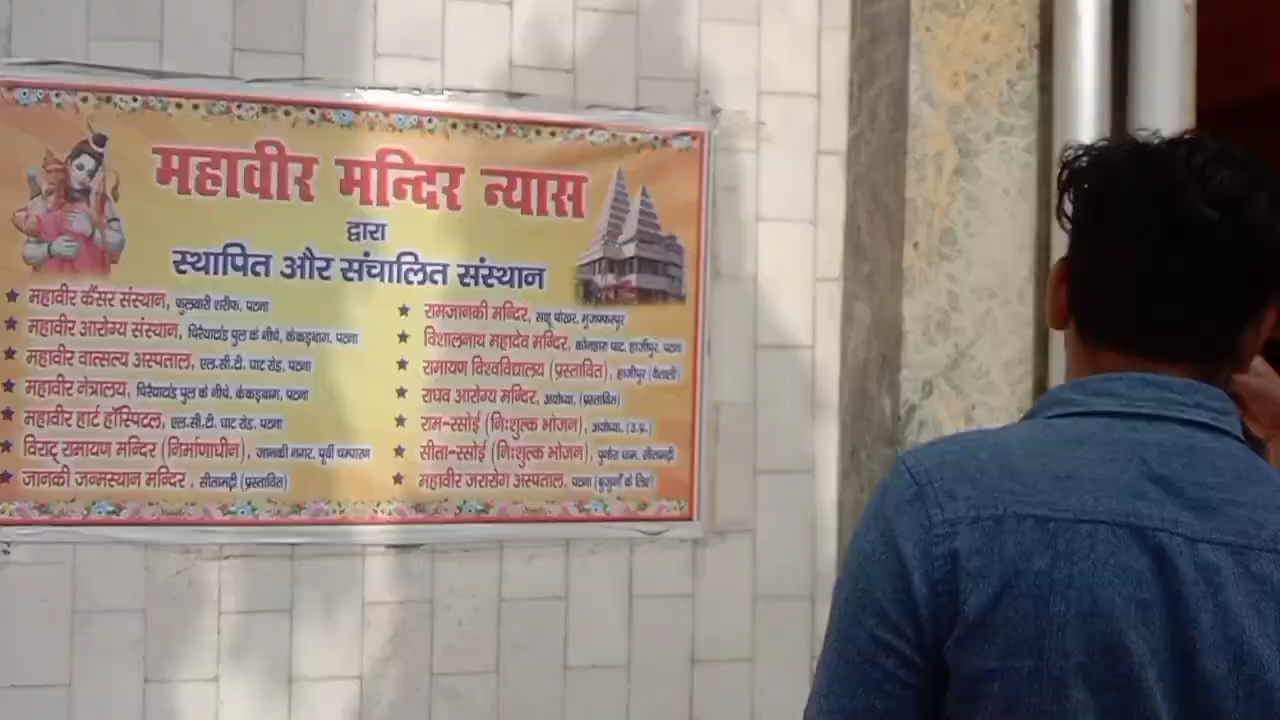 महावीर मन्दिर न्यास
द्वारा
स्थापित और संचालित संस्थान
★ महावीर कैंसर संस्थान, फुलवारी शरीफ, पटना
★ महावीर आरोग्य संस्थान, चिरैयाटांड़ पुल के नीचे, कंकड़बाग, पटना
★ महावीर वात्सल्य अस्पताल, एल.सी.टी. घाट रोड, पटना
★ महावीर नेत्रालय, चिरैयाटांड़ पुल के नीचे, कंकड़बाग, पटना
★ महावीर हार्ट हॉस्पिटल, एल.सी.टी. घाट रोड, पटना
★ विराट् रामायण मन्दिर (निर्माणाधीन), जानकी नगर, पूर्वी चम्पारण
★ जानकी जन्मस्थान मन्दिर , सीतामढ़ी (प्रस्तावित)
★ रामजानकी मन्दिर, साहू पोखर, मुजफ्फरपुर
★ विशालनाथ महादेव मन्दिर, कोनहारा घाट, हाजीपुर, पटना
★ रामायण विश्वविद्यालय (प्रस्तावित), हाजीपुर (वैशाली)
★ राघव आरोग्य मन्दिर, अयोध्या, (प्रस्तावित)
★ राम-रसोई (निःशुल्क भोजन), अयोध्या, (उ.प्र.)
★ सीता-रसोई (निःशुल्क भोजन), पुनौरा धाम, सीतामढ़ी
★ महावीर जरारोग अस्पताल, पटना (बुजुर्गों के लिए)